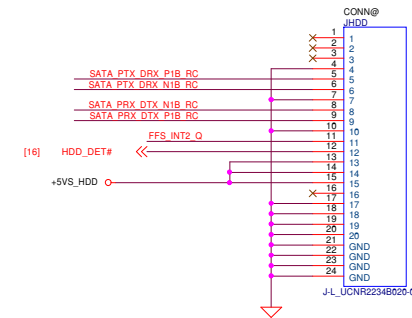 CONN@
JHDD
1 1
2 2
3 3
4 4
SATA_PTX_DRX_P1B_RC 5 5
SATA_PTX_DRX_N1B_RC 6 6
7 7
SATA_PRX_DTX_N1B_RC 8 8
SATA_PRX_DTX_P1B_RC 9 9
10 10
FFS_INT2_Q 11 11
[16] HDD_DET# 12 12
13 13
14 14
+5VS_HDD 15 15
16 16
17 17
18 18
19 19
20 20
21 GND
22 GND
23 GND
24 GND
J-L_UCNR2234B020-0